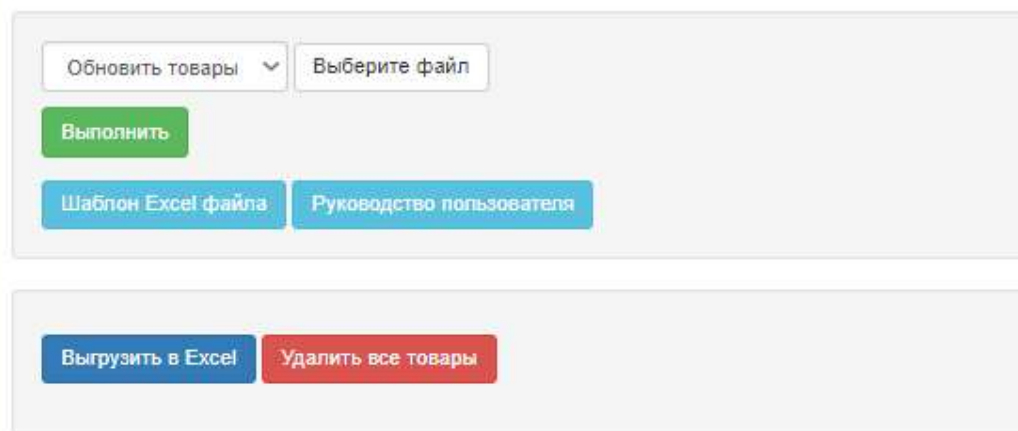 Обновить товары Выберите файл
Выполнить
Шаблон Excel файла Руководство пользователя
Выгрузить в Excel Удалить все товары